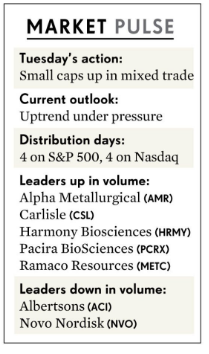 MARKET PULSE
Tuesday's action:
Small caps up in mixed trade
Current outlook:
Uptrend under pressure
Distribution days:
4 on S&P 500, 4 on Nasdaq
Leaders up in volume:
Alpha Metallurgical (AMR)
Carlisle (CSL)
Harmony Biosciences (HRMY)
Pacira BioSciences (PCRX)
Ramaco Resources (METC)
Leaders down in volume:
Albertsons (ACI)
Novo Nordisk (NVO)